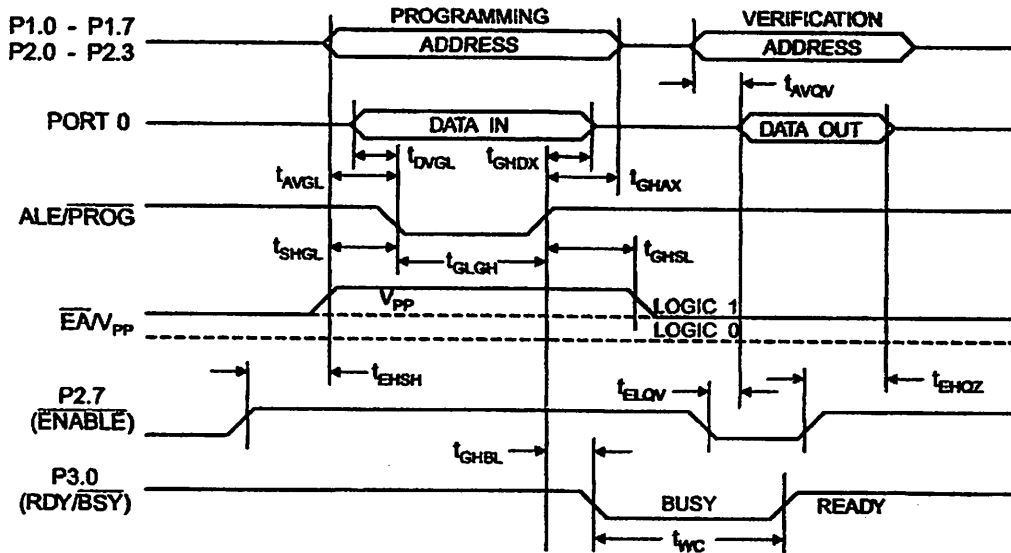 PROGRAMMING
VERIFICATION
P1.0 - P1.7
P2.0 - P2.3
ADDRESS
ADDRESS
tAVQV
PORT 0
DATA IN
DATA OUT
tDVGL
tGHDX
tAVGL
tGHAX
ALE/PROG
tSHGL
tGLGH
tGHSL
VPP
LOGIC 1
EA/VPP
LOGIC 0
tEHSH
tELQV
tEHQZ
P2.7
(ENABLE)
tGHBL
P3.0
(RDY/BSY)
BUSY
READY
tWC